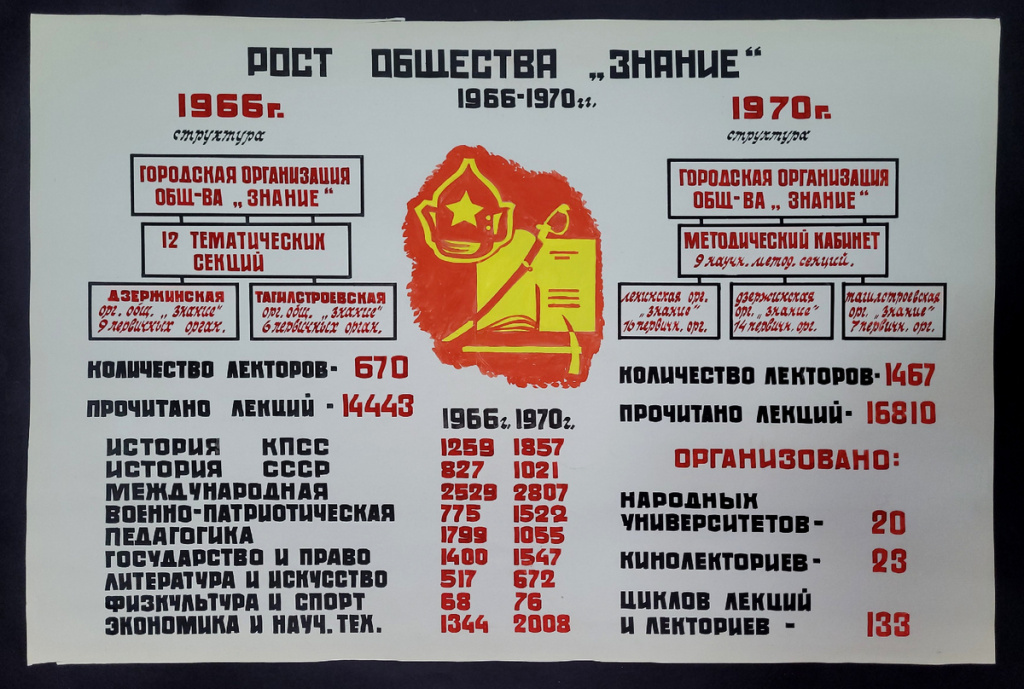 РОСТ ОБЩЕСТВА „ЗНАНИЕ“
1966-1970гг.
1966г.
структура
ГОРОДСКАЯ ОРГАНИЗАЦИЯ
ОБЩ-ВА „ЗНАНИЕ“
12 ТЕМАТИЧЕСКИХ
СЕКЦИЙ
ДЗЕРЖИНСКАЯ
орг. общ. „Знание“
9 первичных орган.
ТАГИЛСТРОЕВСКАЯ
орг. общ. „Знание“
6 первичных орган.
КОЛИЧЕСТВО ЛЕКТОРОВ- 670
ПРОЧИТАНО ЛЕКЦИЙ - 14443
1970г.
структура
ГОРОДСКАЯ ОРГАНИЗАЦИЯ
ОБЩ-ВА „ЗНАНИЕ“
МЕТОДИЧЕСКИЙ КАБИНЕТ
9 научн. метод. секций.
ленинская орг.
„Знание“
16 первичн. орг.
дзержинская
орг. „Знание“
14 первичн. орг.
тагилстроевская
орг. „Знание“
7 первичн. орг.
КОЛИЧЕСТВО ЛЕКТОРОВ-1467
ПРОЧИТАНО ЛЕКЦИЙ- 16810
1966г. 1970г.
ИСТОРИЯ КПСС 1259 1857
ИСТОРИЯ СССР 827 1021
МЕЖДУНАРОДНАЯ 2529 2807
ВОЕННО-ПАТРИОТИЧЕСКАЯ 775 1522
ПЕДАГОГИКА 1799 1055
ГОСУДАРСТВО И ПРАВО 1400 1547
ЛИТЕРАТУРА И ИСКУССТВО 517 672
ФИЗКУЛЬТУРА И СПОРТ 68 76
ЭКОНОМИКА И НАУЧ. ТЕХ. 1344 2008
ОРГАНИЗОВАНО:
НАРОДНЫХ
УНИВЕРСИТЕТОВ- 20
КИНОЛЕКТОРИЕВ- 23
ЦИКЛОВ ЛЕКЦИЙ
И ЛЕКТОРИЕВ - 133